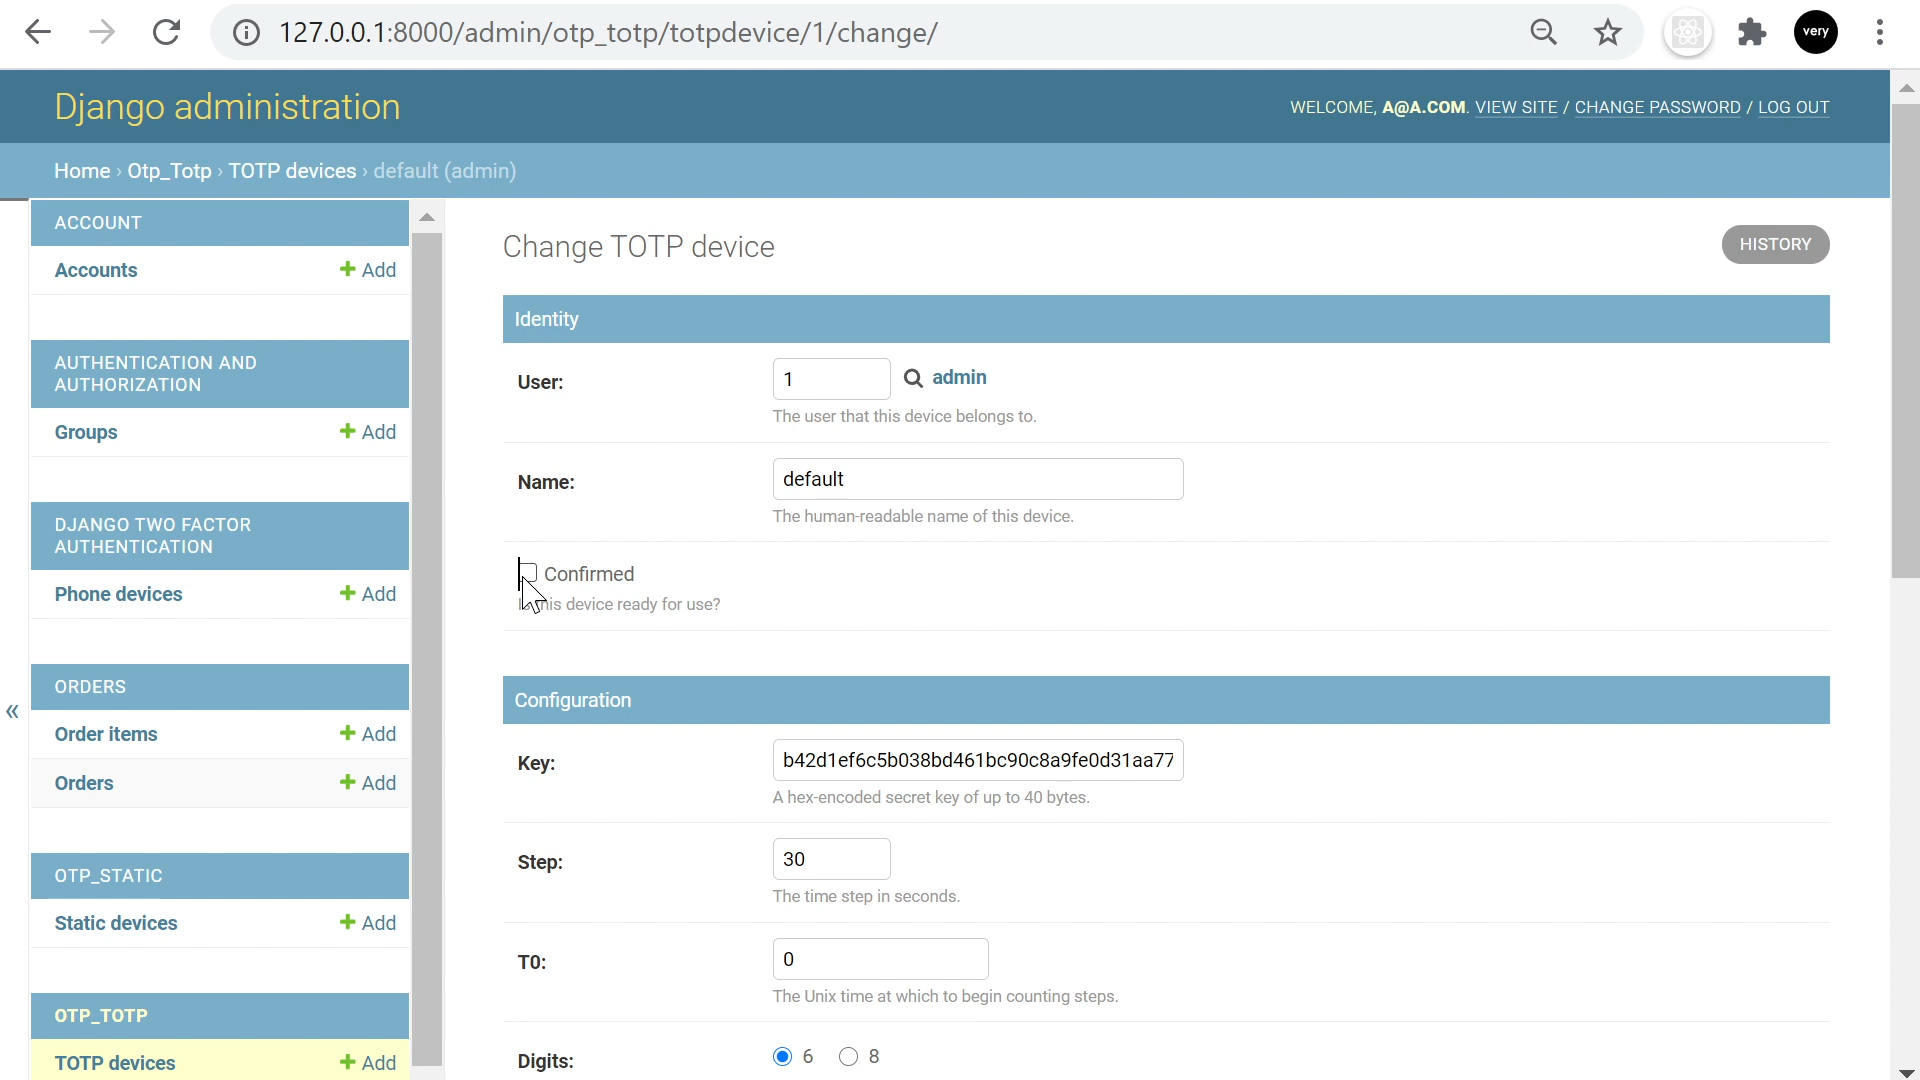 127.0.0.1:8000/admin/otp_totp/totpdevice/1/change/
very
Django administration
WELCOME, A@A.COM. VIEW SITE / CHANGE PASSWORD / LOG OUT
Home › Otp_Totp › TOTP devices › default (admin)
ACCOUNT
Accounts + Add
AUTHENTICATION AND
AUTHORIZATION
Groups + Add
DJANGO TWO FACTOR
AUTHENTICATION
Phone devices + Add
ORDERS
Order items + Add
Orders + Add
OTP_STATIC
Static devices + Add
OTP_TOTP
TOTP devices + Add
«
Change TOTP device
HISTORY
Identity
User: 1 admin
The user that this device belongs to.
Name: default
The human-readable name of this device.
Confirmed
device ready for use?
Configuration
Key: b42d1ef6c5b038bd461bc90c8a9fe0d31aa77
A hex-encoded secret key of up to 40 bytes.
Step: 30
The time step in seconds.
T0: 0
The Unix time at which to begin counting steps.
Digits: 6 8